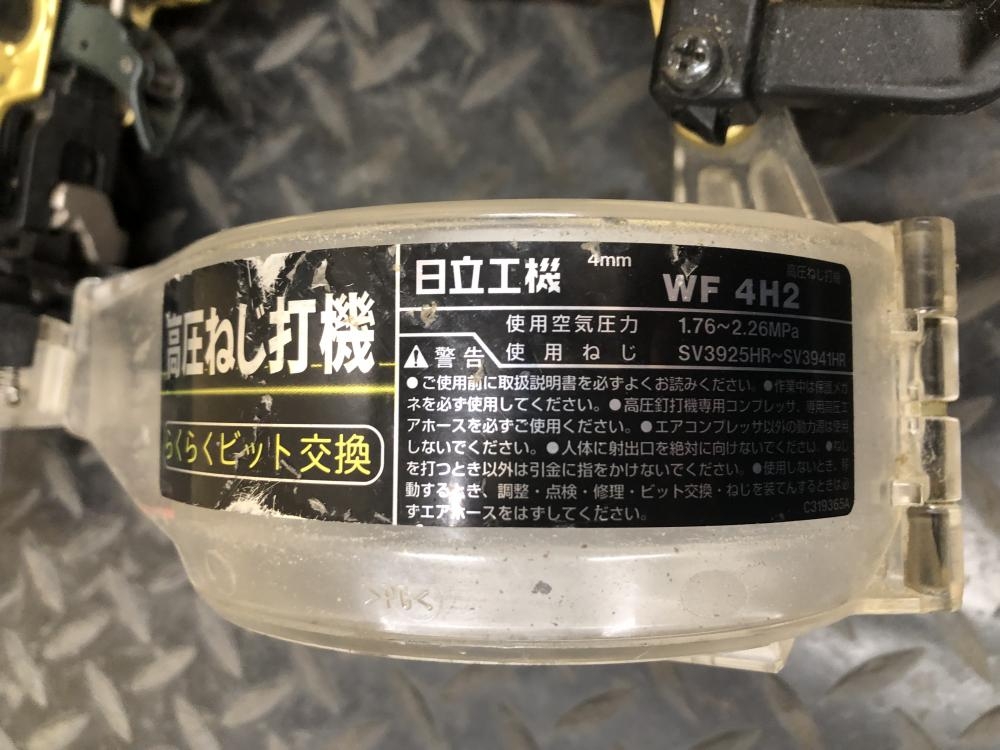 高圧ねじ打機
らくらくビット交換
日立工機 4mm WF 4H2 高圧ねじ打機
使用空気圧力 1.76~2.26MPa
警告 使用ねじ SV3925HR~SV3941HR
●ご使用前に取扱説明書を必ずよくお読みください。●作業中は保護メガ
ネを必ず使用してください。●高圧釘打機専用コンプレッサ、専用高圧エ
アホースを必ずご使用ください。●エアコンプレッサ以外の動力源は使用
しないでください。●人体に射出口を絶対に向けないでください。●ねじ
を打つとき以外は引金に指をかけないでください。●使用しないとき、移
動するとき、調整・点検・修理・ビット交換・ねじを装てんするときは必
ずエアホースをはずしてください。
C319365A
>PC<